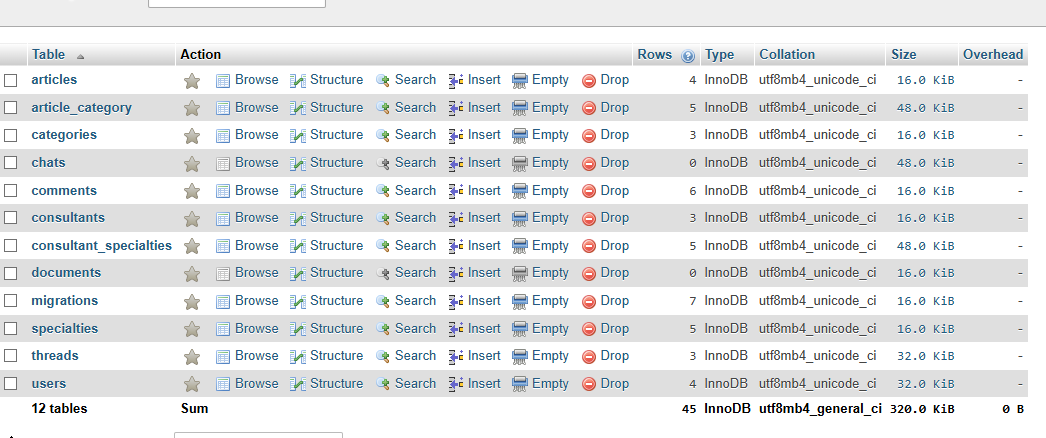 Table Action Rows Type Collation Size Overhead
articles Browse Structure Search Insert Empty Drop 4 InnoDB utf8mb4_unicode_ci 16.0 KiB -
article_category Browse Structure Search Insert Empty Drop 5 InnoDB utf8mb4_unicode_ci 48.0 KiB -
categories Browse Structure Search Insert Empty Drop 3 InnoDB utf8mb4_unicode_ci 16.0 KiB -
chats Browse Structure Search Insert Empty Drop 0 InnoDB utf8mb4_unicode_ci 48.0 KiB -
comments Browse Structure Search Insert Empty Drop 6 InnoDB utf8mb4_unicode_ci 16.0 KiB -
consultants Browse Structure Search Insert Empty Drop 3 InnoDB utf8mb4_unicode_ci 16.0 KiB -
consultant_specialties Browse Structure Search Insert Empty Drop 5 InnoDB utf8mb4_unicode_ci 48.0 KiB -
documents Browse Structure Search Insert Empty Drop 0 InnoDB utf8mb4_unicode_ci 16.0 KiB -
migrations Browse Structure Search Insert Empty Drop 7 InnoDB utf8mb4_unicode_ci 16.0 KiB -
specialties Browse Structure Search Insert Empty Drop 5 InnoDB utf8mb4_unicode_ci 16.0 KiB -
threads Browse Structure Search Insert Empty Drop 3 InnoDB utf8mb4_unicode_ci 32.0 KiB -
users Browse Structure Search Insert Empty Drop 4 InnoDB utf8mb4_unicode_ci 32.0 KiB -
12 tables Sum 45 InnoDB utf8mb4_general_ci 320.0 KiB 0 B